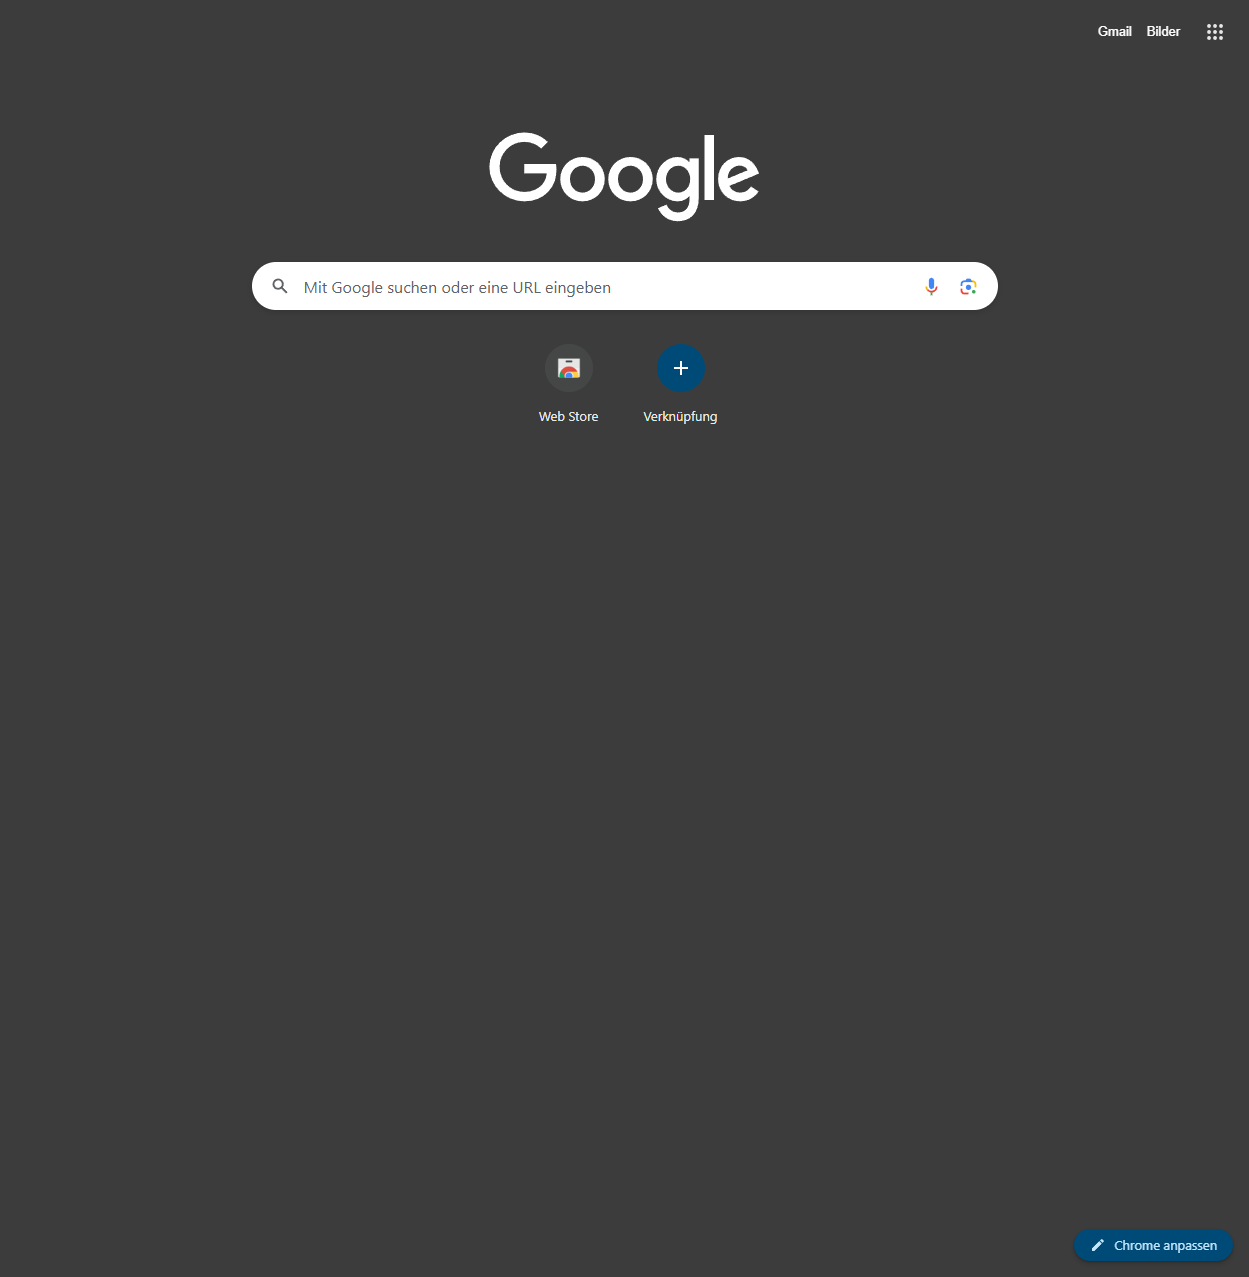 Gmail Bilder
Google
Mit Google suchen oder eine URL eingeben
Web Store Verknüpfung
Chrome anpassen